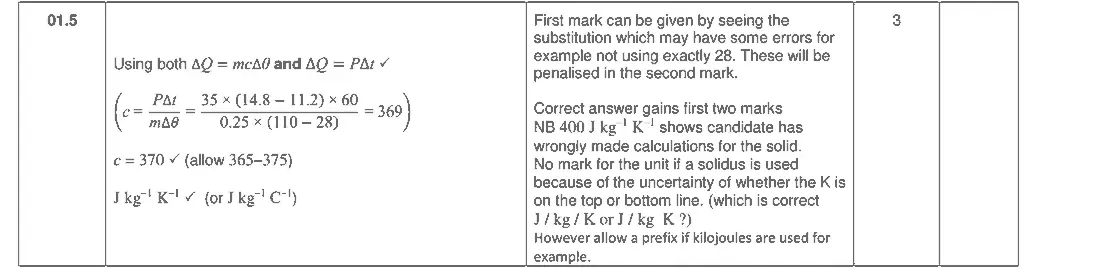 01.5
Using both ΔQ = mcΔθ and ΔQ = PΔt ✓
(c = PΔt / mΔθ = 35 × (14.8 – 11.2) × 60 / 0.25 × (110 – 28) = 369)
c = 370 ✓ (allow 365–375)
J kg⁻¹ K⁻¹ ✓ (or J kg⁻¹ C⁻¹)
First mark can be given by seeing the
substitution which may have some errors for
example not using exactly 28. These will be
penalised in the second mark.
Correct answer gains first two marks
NB 400 J kg⁻¹ K⁻¹ shows candidate has
wrongly made calculations for the solid.
No mark for the unit if a solidus is used
because of the uncertainty of whether the K is
on the top or bottom line. (which is correct
J / kg / K or J / kg K ?)
However allow a prefix if kilojoules are used for
example.
3